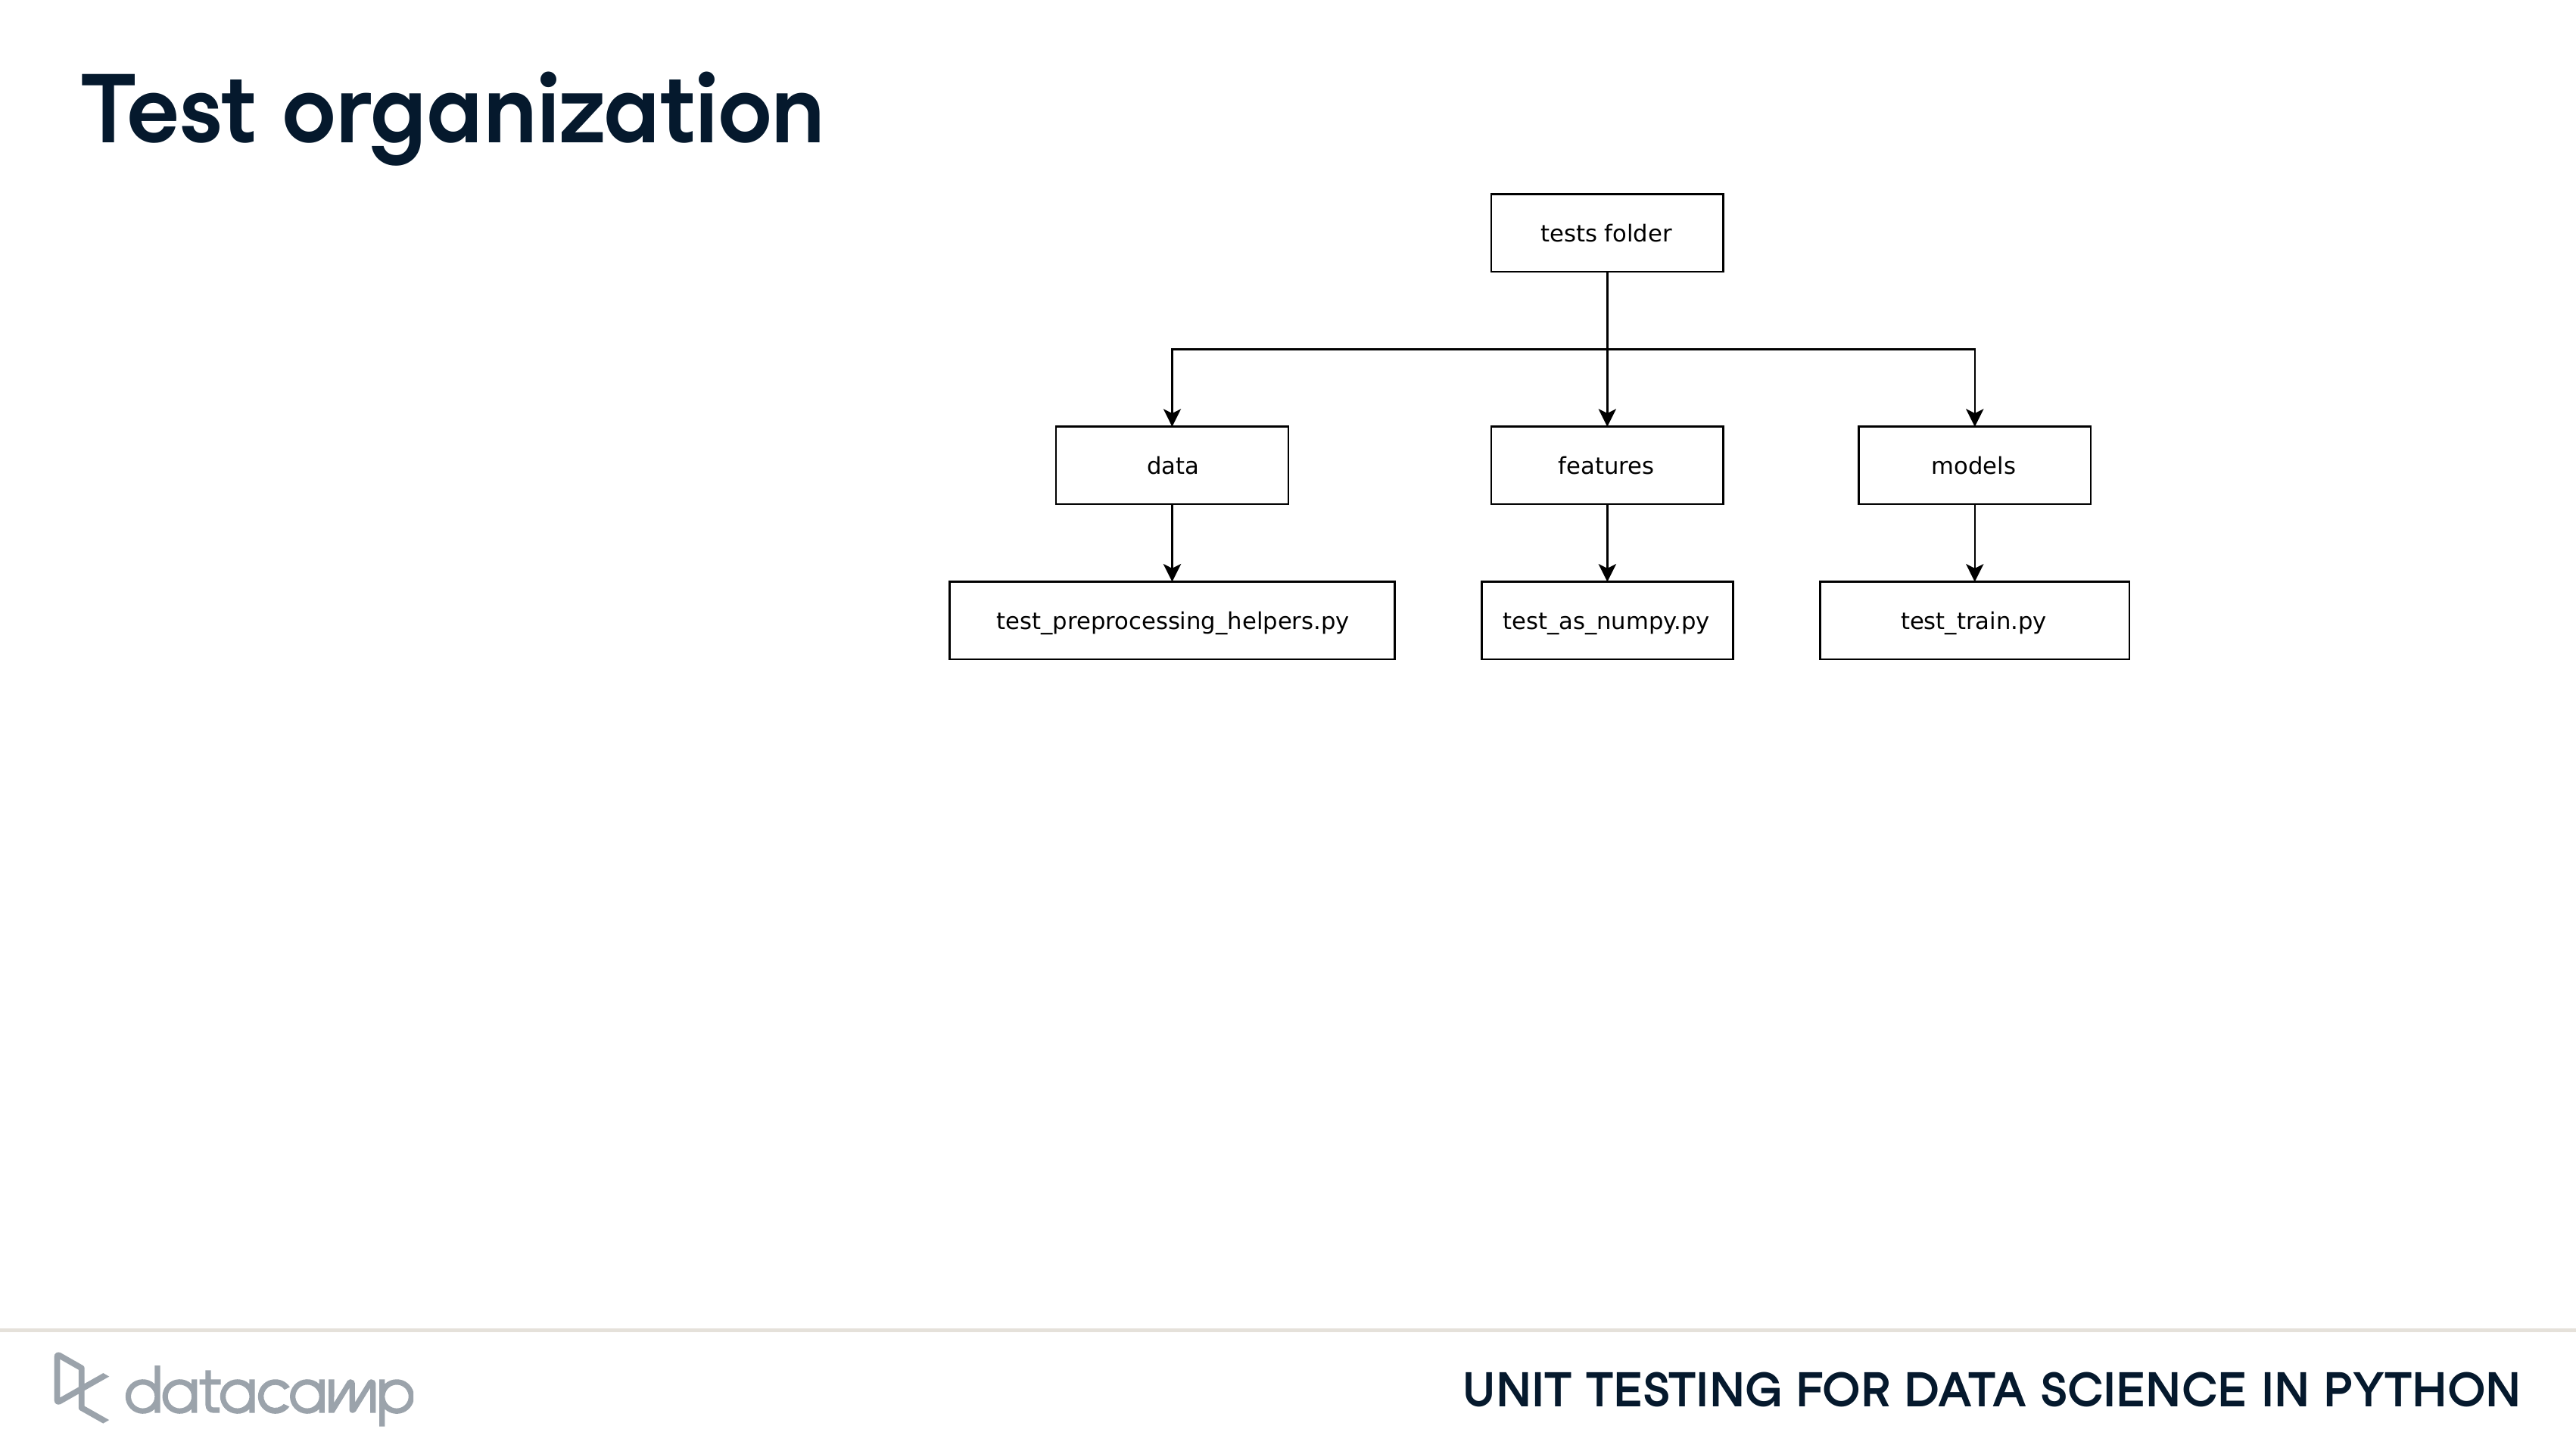 Test organization
tests folder
data
features
models
test_preprocessing_helpers.py
test_as_numpy.py
test_train.py
datacamp
UNIT TESTING FOR DATA SCIENCE IN PYTHON